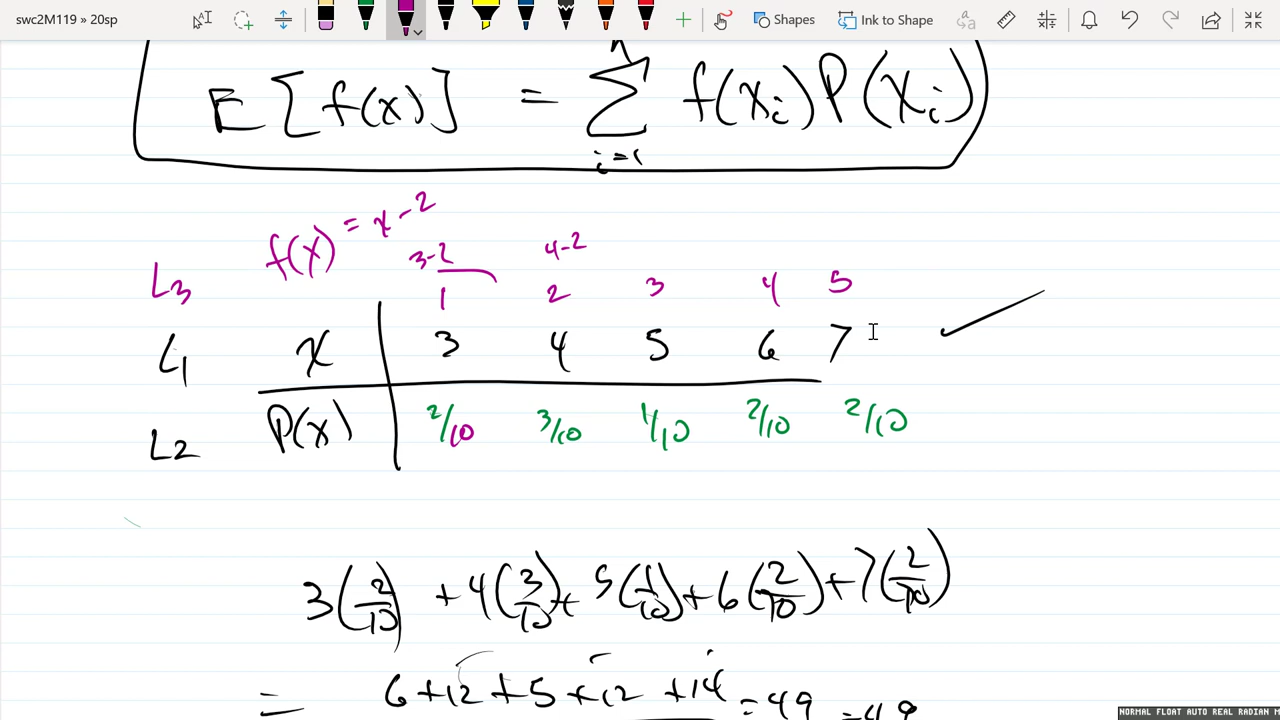 swc2M119 » 20sp
Shapes Ink to Shape
E[f(x)] = n∑i=1 f(xᵢ)P(xᵢ)
f(x) = x-2
3-2 4-2
L3 1 2 3 4 5
L1 x 3 4 5 6 7
L2 P(x) 2/10 3/10 1/10 2/10 2/10
3(2/10) +4(3/10)+ 5(1/10)+6(2/10)+7(2/10)
= 6+12+5+12+14 = 49 = 49
NORMAL FLOAT AUTO REAL RADIAN M